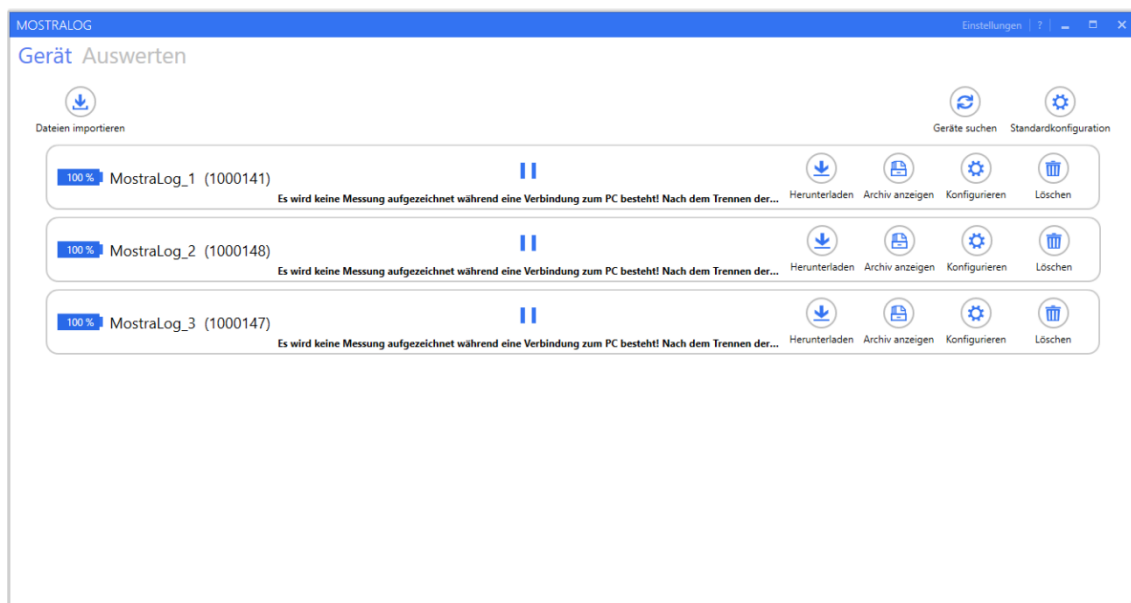 MOSTRALOG
Einstellungen | ? |
Gerät Auswerten
Dateien importieren
Geräte suchen Standardkonfiguration
100 % MostraLog_1 (1000141)
Es wird keine Messung aufgezeichnet während eine Verbindung zum PC besteht! Nach dem Trennen der...
Herunterladen Archiv anzeigen Konfigurieren Löschen
100 % MostraLog_2 (1000148)
Es wird keine Messung aufgezeichnet während eine Verbindung zum PC besteht! Nach dem Trennen der...
Herunterladen Archiv anzeigen Konfigurieren Löschen
100 % MostraLog_3 (1000147)
Es wird keine Messung aufgezeichnet während eine Verbindung zum PC besteht! Nach dem Trennen der...
Herunterladen Archiv anzeigen Konfigurieren Löschen